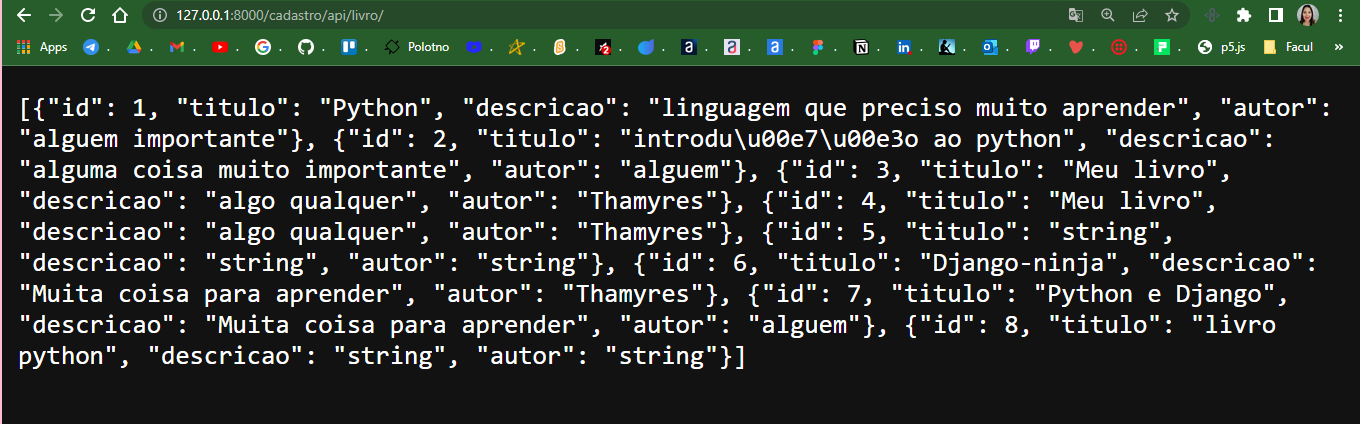 127.0.0.1:8000/cadastro/api/livro/
Apps
Polotno
p5.js
Facul
[{"id": 1, "titulo": "Python", "descricao": "linguagem que preciso muito aprender", "autor":
"alguem importante"}, {"id": 2, "titulo": "introdu\u00e7\u00e3o ao python", "descricao":
"alguma coisa muito importante", "autor": "alguem"}, {"id": 3, "titulo": "Meu livro",
"descricao": "algo qualquer", "autor": "Thamyres"}, {"id": 4, "titulo": "Meu livro",
"descricao": "algo qualquer", "autor": "Thamyres"}, {"id": 5, "titulo": "string",
"descricao": "string", "autor": "string"}, {"id": 6, "titulo": "Django-ninja", "descricao":
"Muita coisa para aprender", "autor": "Thamyres"}, {"id": 7, "titulo": "Python e Django",
"descricao": "Muita coisa para aprender", "autor": "alguem"}, {"id": 8, "titulo": "livro
python", "descricao": "string", "autor": "string"}]